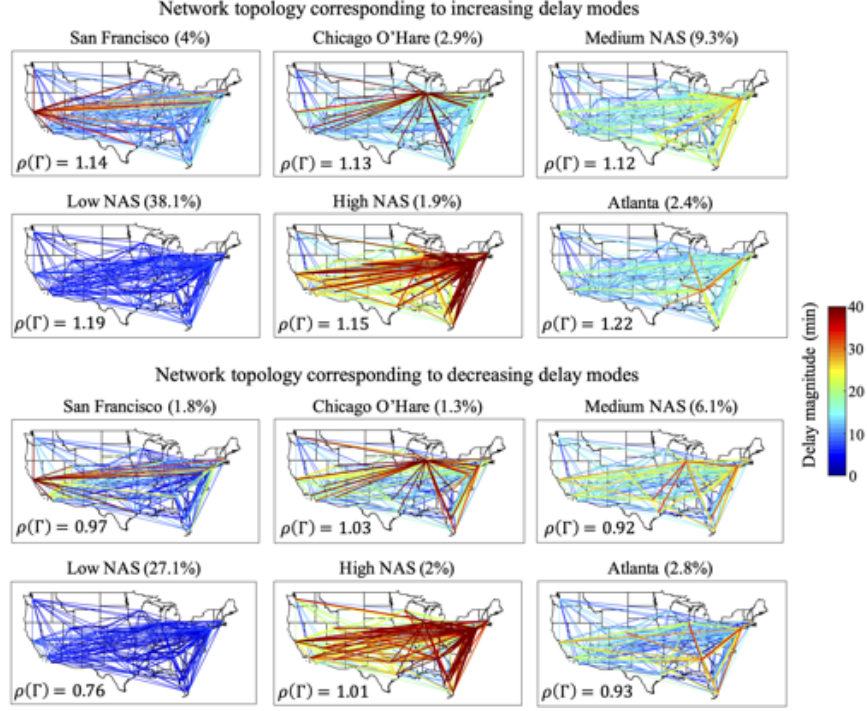 Network topology corresponding to increasing delay modes
San Francisco (4%) Chicago O'Hare (2.9%) Medium NAS (9.3%)
ρ(Γ) = 1.14 ρ(Γ) = 1.13 ρ(Γ) = 1.12
Low NAS (38.1%) High NAS (1.9%) Atlanta (2.4%)
ρ(Γ) = 1.19 ρ(Γ) = 1.15 ρ(Γ) = 1.22
Network topology corresponding to decreasing delay modes
San Francisco (1.8%) Chicago O'Hare (1.3%) Medium NAS (6.1%)
ρ(Γ) = 0.97 ρ(Γ) = 1.03 ρ(Γ) = 0.92
Low NAS (27.1%) High NAS (2%) Atlanta (2.8%)
ρ(Γ) = 0.76 ρ(Γ) = 1.01 ρ(Γ) = 0.93
Delay magnitude (min)
40
30
20
10
0